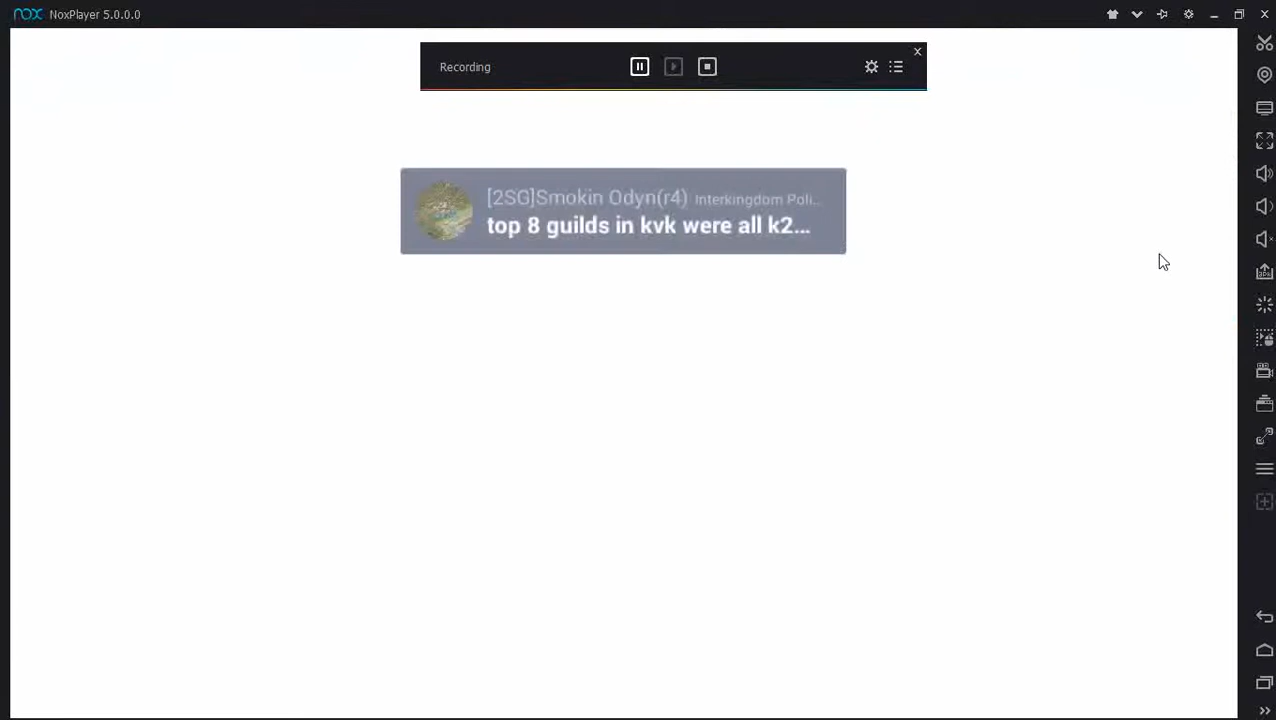 nox NoxPlayer 5.0.0.0
Recording
[2SG]Smokin Odyn(r4) Interkingdom Poli...
top 8 guilds in kvk were all k2...